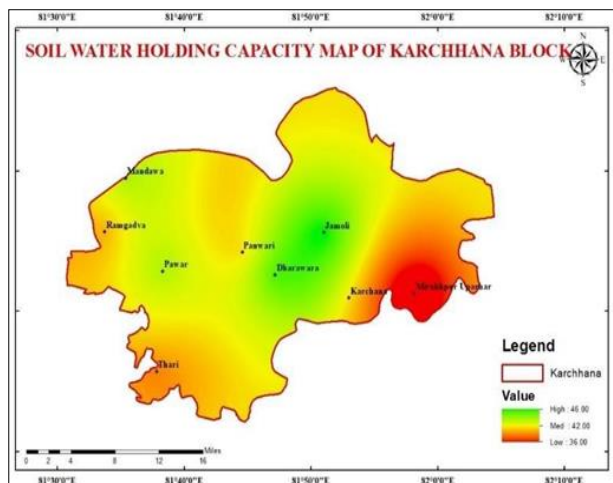 81°30'0"E 81°40'0"E 81°50'0"E 82°0'0"E 82°10'0"E
SOIL WATER HOLDING CAPACITY MAP OF KARCHHANA BLOCK
N
W E
S
Mandawa
Ramgadva
Jamoli
Panwari
Pawar
Dharawara
Karchana
Mirukhpur Uparhar
Thari
Legend
Karchhana
Value
High : 46.00
Med : 42.00
Low : 36.00
Miles
0 2 4 8 12 16
81°30'0"E 81°40'0"E 81°50'0"E 82°0'0"E 82°10'0"E